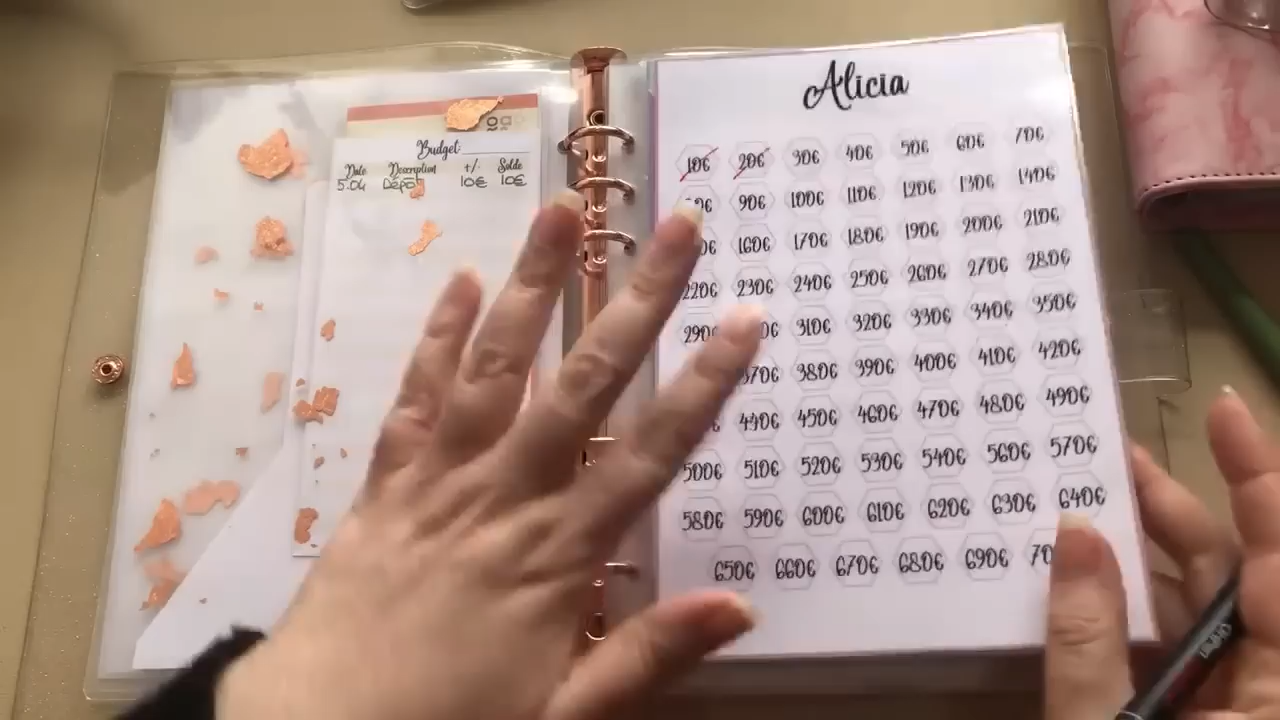 Alicia
Budget:
Date Description +/- Solde
5.04 Dépôt 10€ 10€
10€ 20€ 30€ 40€ 50€ 60€ 70€
90€ 100€ 110€ 120€ 130€ 140€
160€ 170€ 180€ 190€ 200€ 210€
220€ 230€ 240€ 250€ 260€ 270€ 280€
290€ 310€ 320€ 330€ 340€ 350€
370€ 380€ 390€ 400€ 410€ 420€
440€ 450€ 460€ 470€ 480€ 490€
500€ 510€ 520€ 530€ 540€ 560€ 570€
580€ 590€ 600€ 610€ 620€ 630€ 640€
650€ 660€ 670€ 680€ 690€